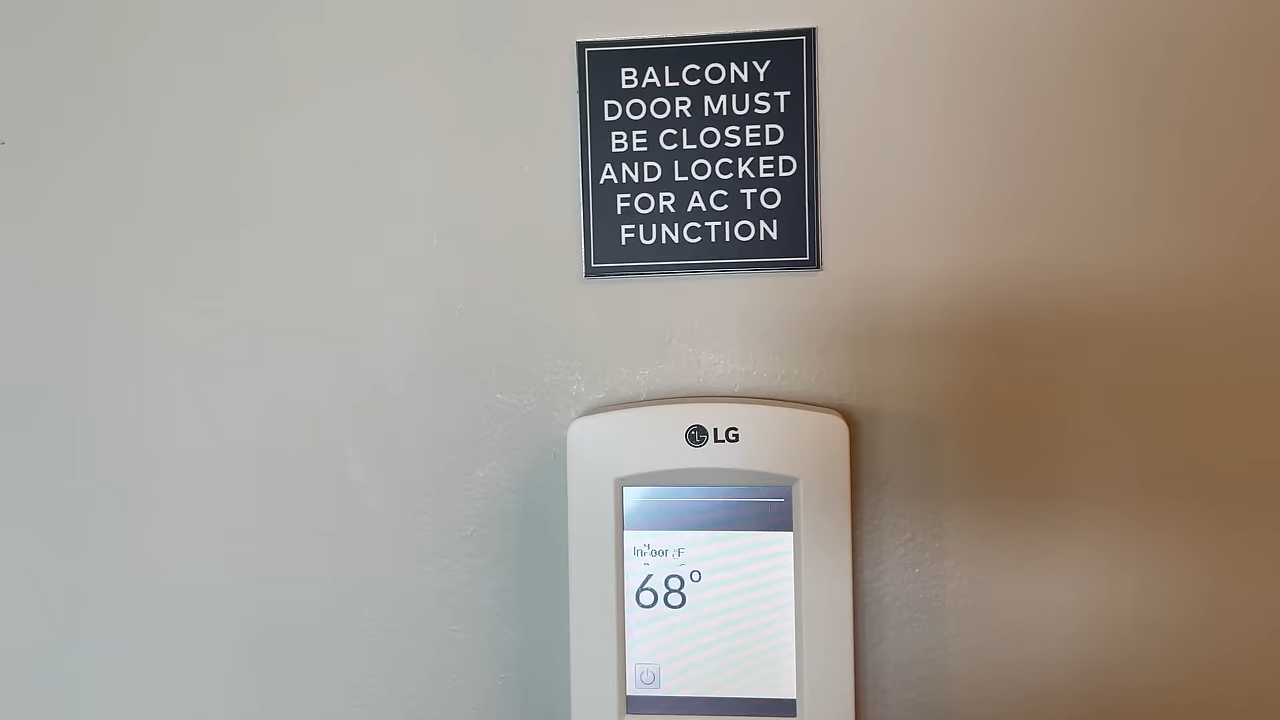 BALCONY
DOOR MUST
BE CLOSED
AND LOCKED
FOR AC TO
FUNCTION
LG
68°